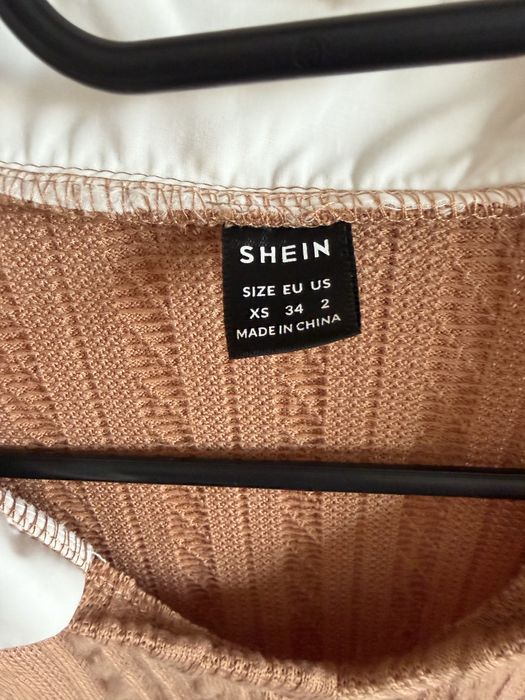 SHEIN
SIZE EU US
XS 34 2
MADE IN CHINA